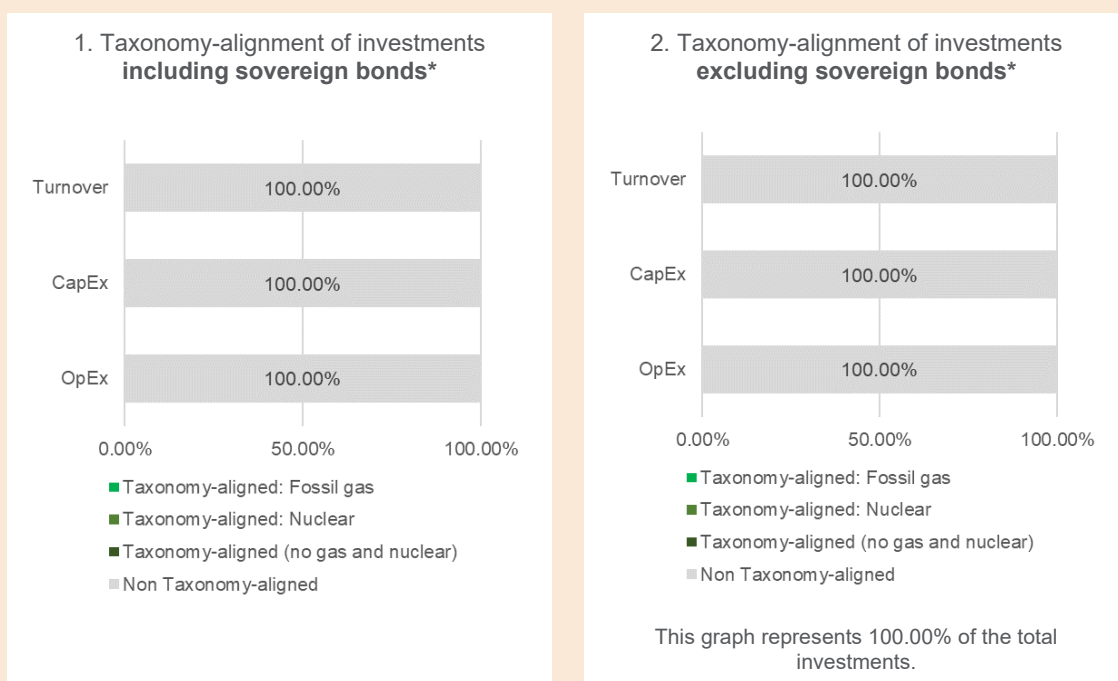 1. Taxonomy-alignment of investments
including sovereign bonds*
Turnover
100.00%
CapEx
100.00%
OpEx
100.00%
0.00% 50.00% 100.00%
Taxonomy-aligned: Fossil gas
Taxonomy-aligned: Nuclear
Taxonomy-aligned (no gas and nuclear)
Non Taxonomy-aligned
2. Taxonomy-alignment of investments
excluding sovereign bonds*
Turnover
100.00%
CapEx
100.00%
OpEx
100.00%
0.00% 50.00% 100.00%
Taxonomy-aligned: Fossil gas
Taxonomy-aligned: Nuclear
Taxonomy-aligned (no gas and nuclear)
Non Taxonomy-aligned
This graph represents 100.00% of the total
investments.